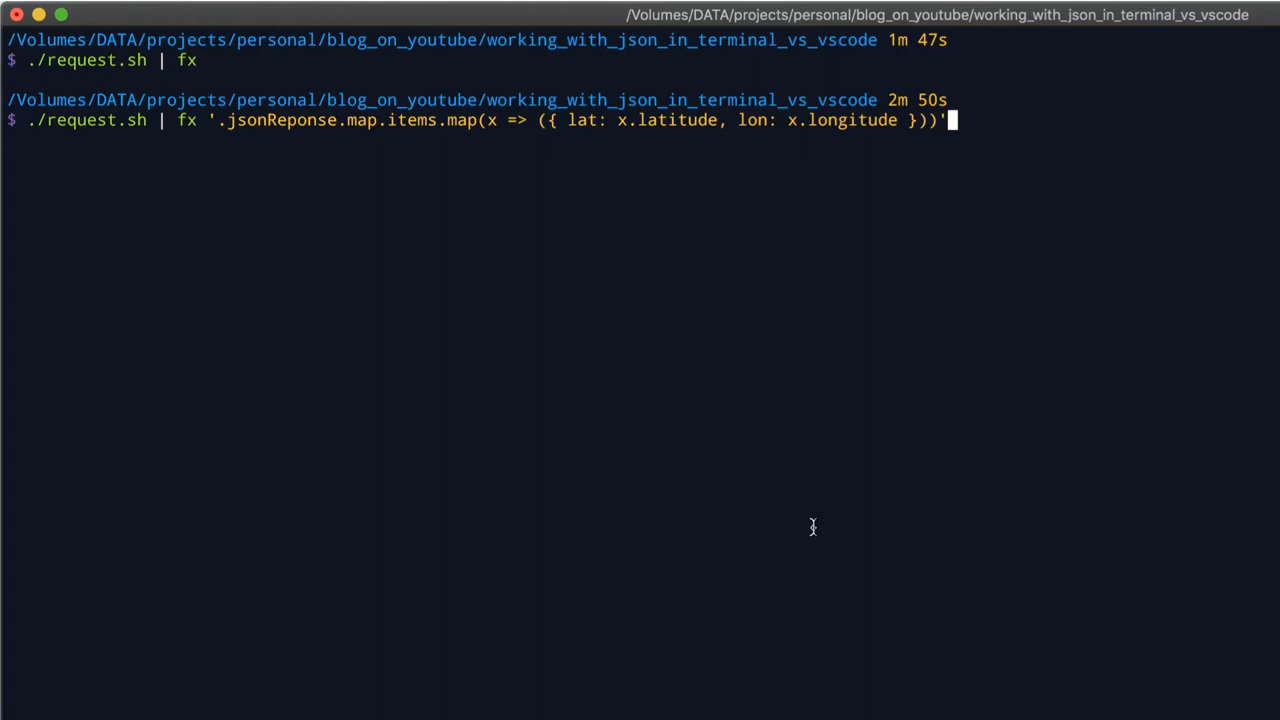 /Volumes/DATA/projects/personal/blog_on_youtube/working_with_json_in_terminal_vs_vscode
/Volumes/DATA/projects/personal/blog_on_youtube/working_with_json_in_terminal_vs_vscode 1m 47s
$ ./request.sh | fx
/Volumes/DATA/projects/personal/blog_on_youtube/working_with_json_in_terminal_vs_vscode 2m 50s
$ ./request.sh | fx '.jsonReponse.map.items.map(x => ({ lat: x.latitude, lon: x.longitude }))'